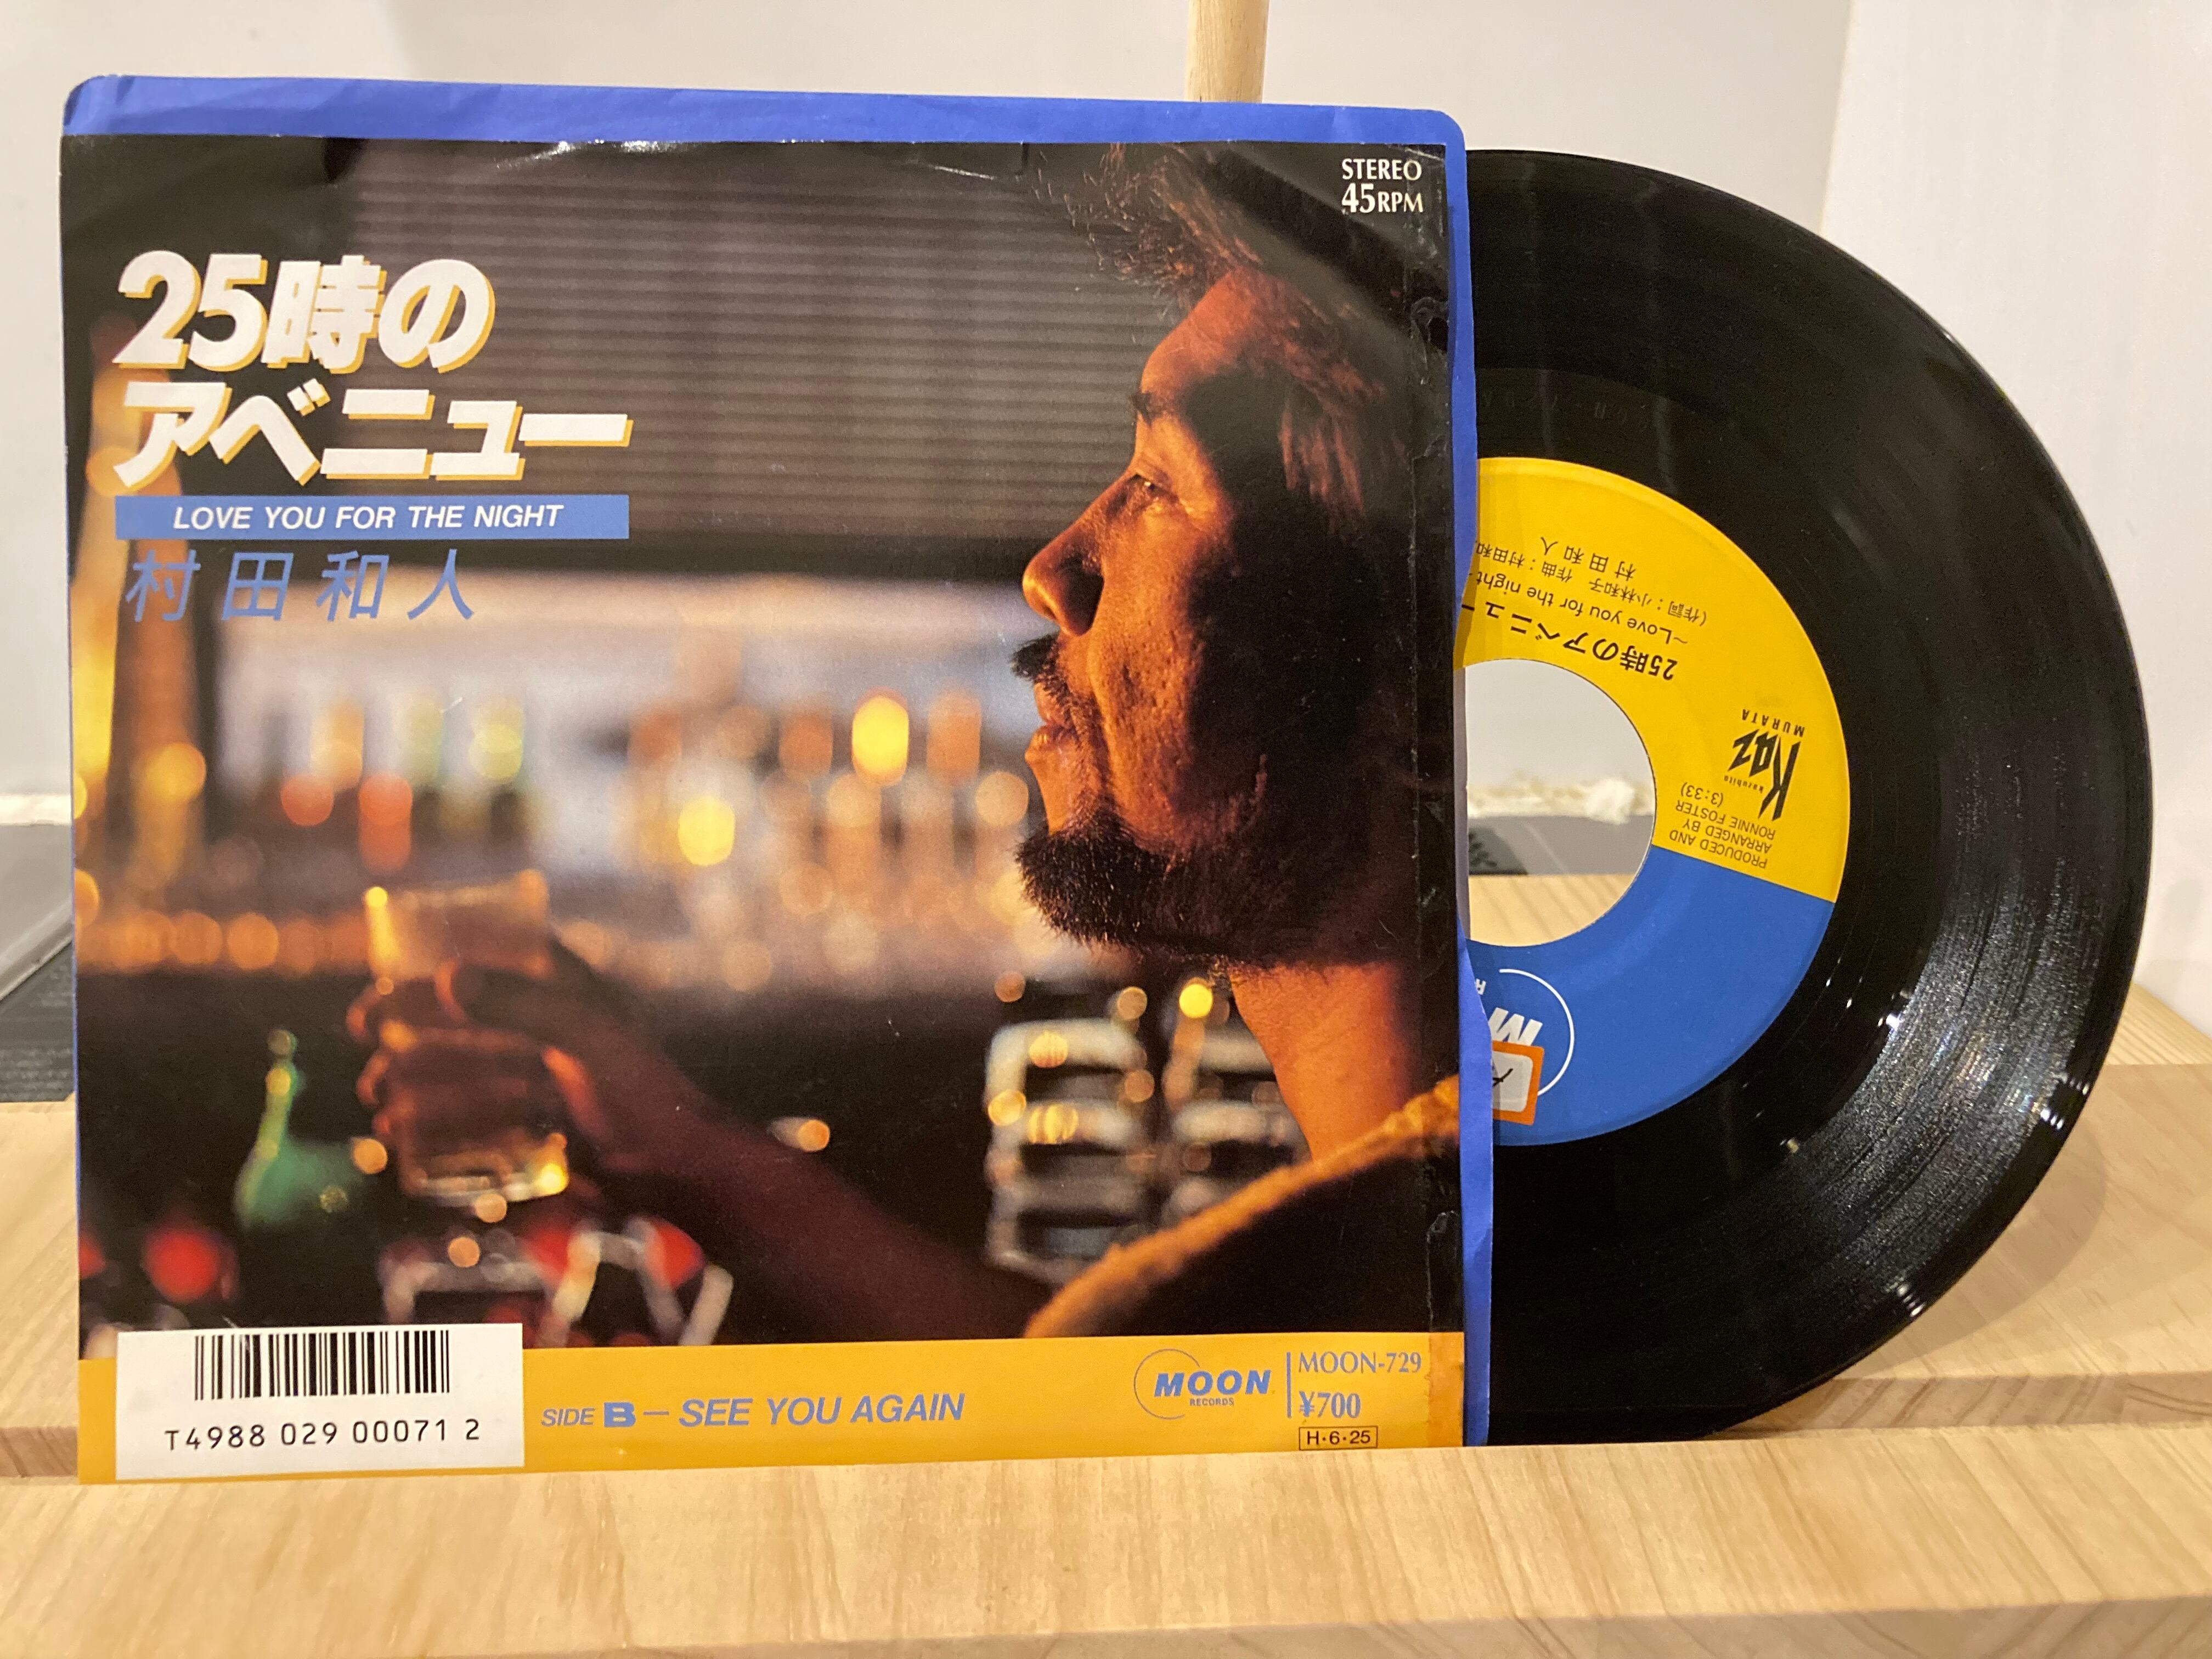 STEREO
45RPM
25時の
アベニュー
LOVE YOU FOR THE NIGHT
村田和人
T4988 029 00071 2
SIDE B — SEE YOU AGAIN
MOON
RECORDS
MOON-729
¥700
H·6·25
25時のアベニュー
~Love you for the night
(作詞:小林和子 作曲:村田和
村田和人
Kaz
kazuhito
MURATA
(3:33)
PRODUCED AND
ARRANGED BY
RONNIE FOSTER
M
A